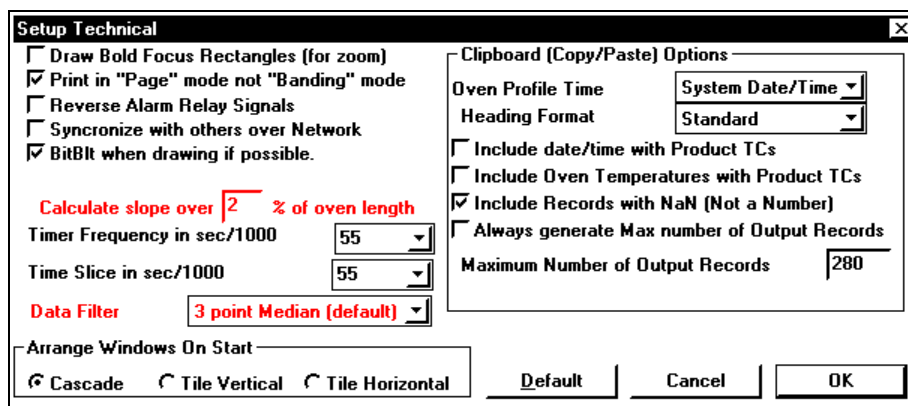 Setup Technical
Draw Bold Focus Rectangles (for zoom)
Print in "Page" mode not "Banding" mode
Reverse Alarm Relay Signals
Syncronize with others over Network
BitBlt when drawing if possible.
Calculate slope over 2 % of oven length
Timer Frequency in sec/1000 55
Time Slice in sec/1000 55
Data Filter 3 point Median (default)
Arrange Windows On Start
Cascade Tile Vertical Tile Horizontal
Clipboard (Copy/Paste) Options
Oven Profile Time System Date/Time
Heading Format Standard
Include date/time with Product TCs
Include Oven Temperatures with Product TCs
Include Records with NaN (Not a Number)
Always generate Max number of Output Records
Maximum Number of Output Records 280
Default Cancel OK